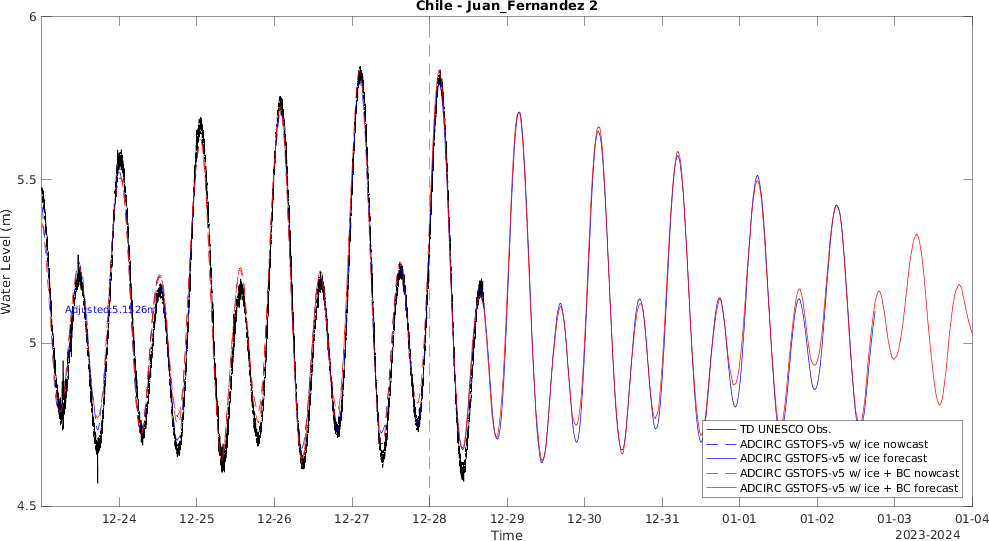 Chile - Juan_Fernandez 2
6
5.5
5
4.5
Water Level (m)
Adjusted:5.1526m
12-24 12-25 12-26 12-27 12-28 12-29 12-30 12-31 01-01 01-02 01-03 01-04
Time
2023-2024
TD UNESCO Obs.
ADCIRC GSTOFS-v5 w/ ice nowcast
ADCIRC GSTOFS-v5 w/ ice forecast
ADCIRC GSTOFS-v5 w/ ice + BC nowcast
ADCIRC GSTOFS-v5 w/ ice + BC forecast